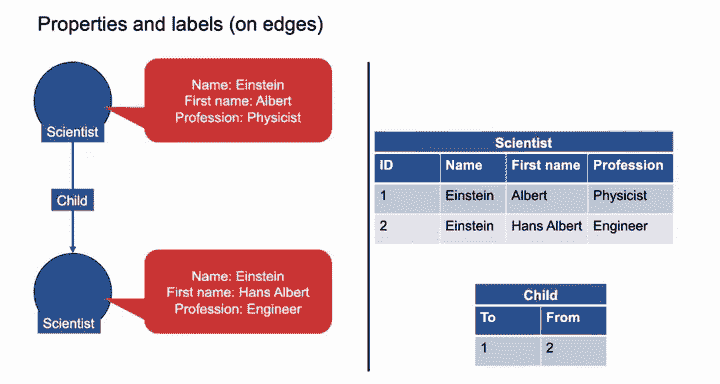 Properties and labels (on edges)
Name: Einstein
First name: Albert
Profession: Physicist
Scientist
Child
Name: Einstein
First name: Hans Albert
Profession: Engineer
Scientist
Scientist
ID Name First name Profession
1 Einstein Albert Physicist
2 Einstein Hans Albert Engineer
Child
To From
1 2